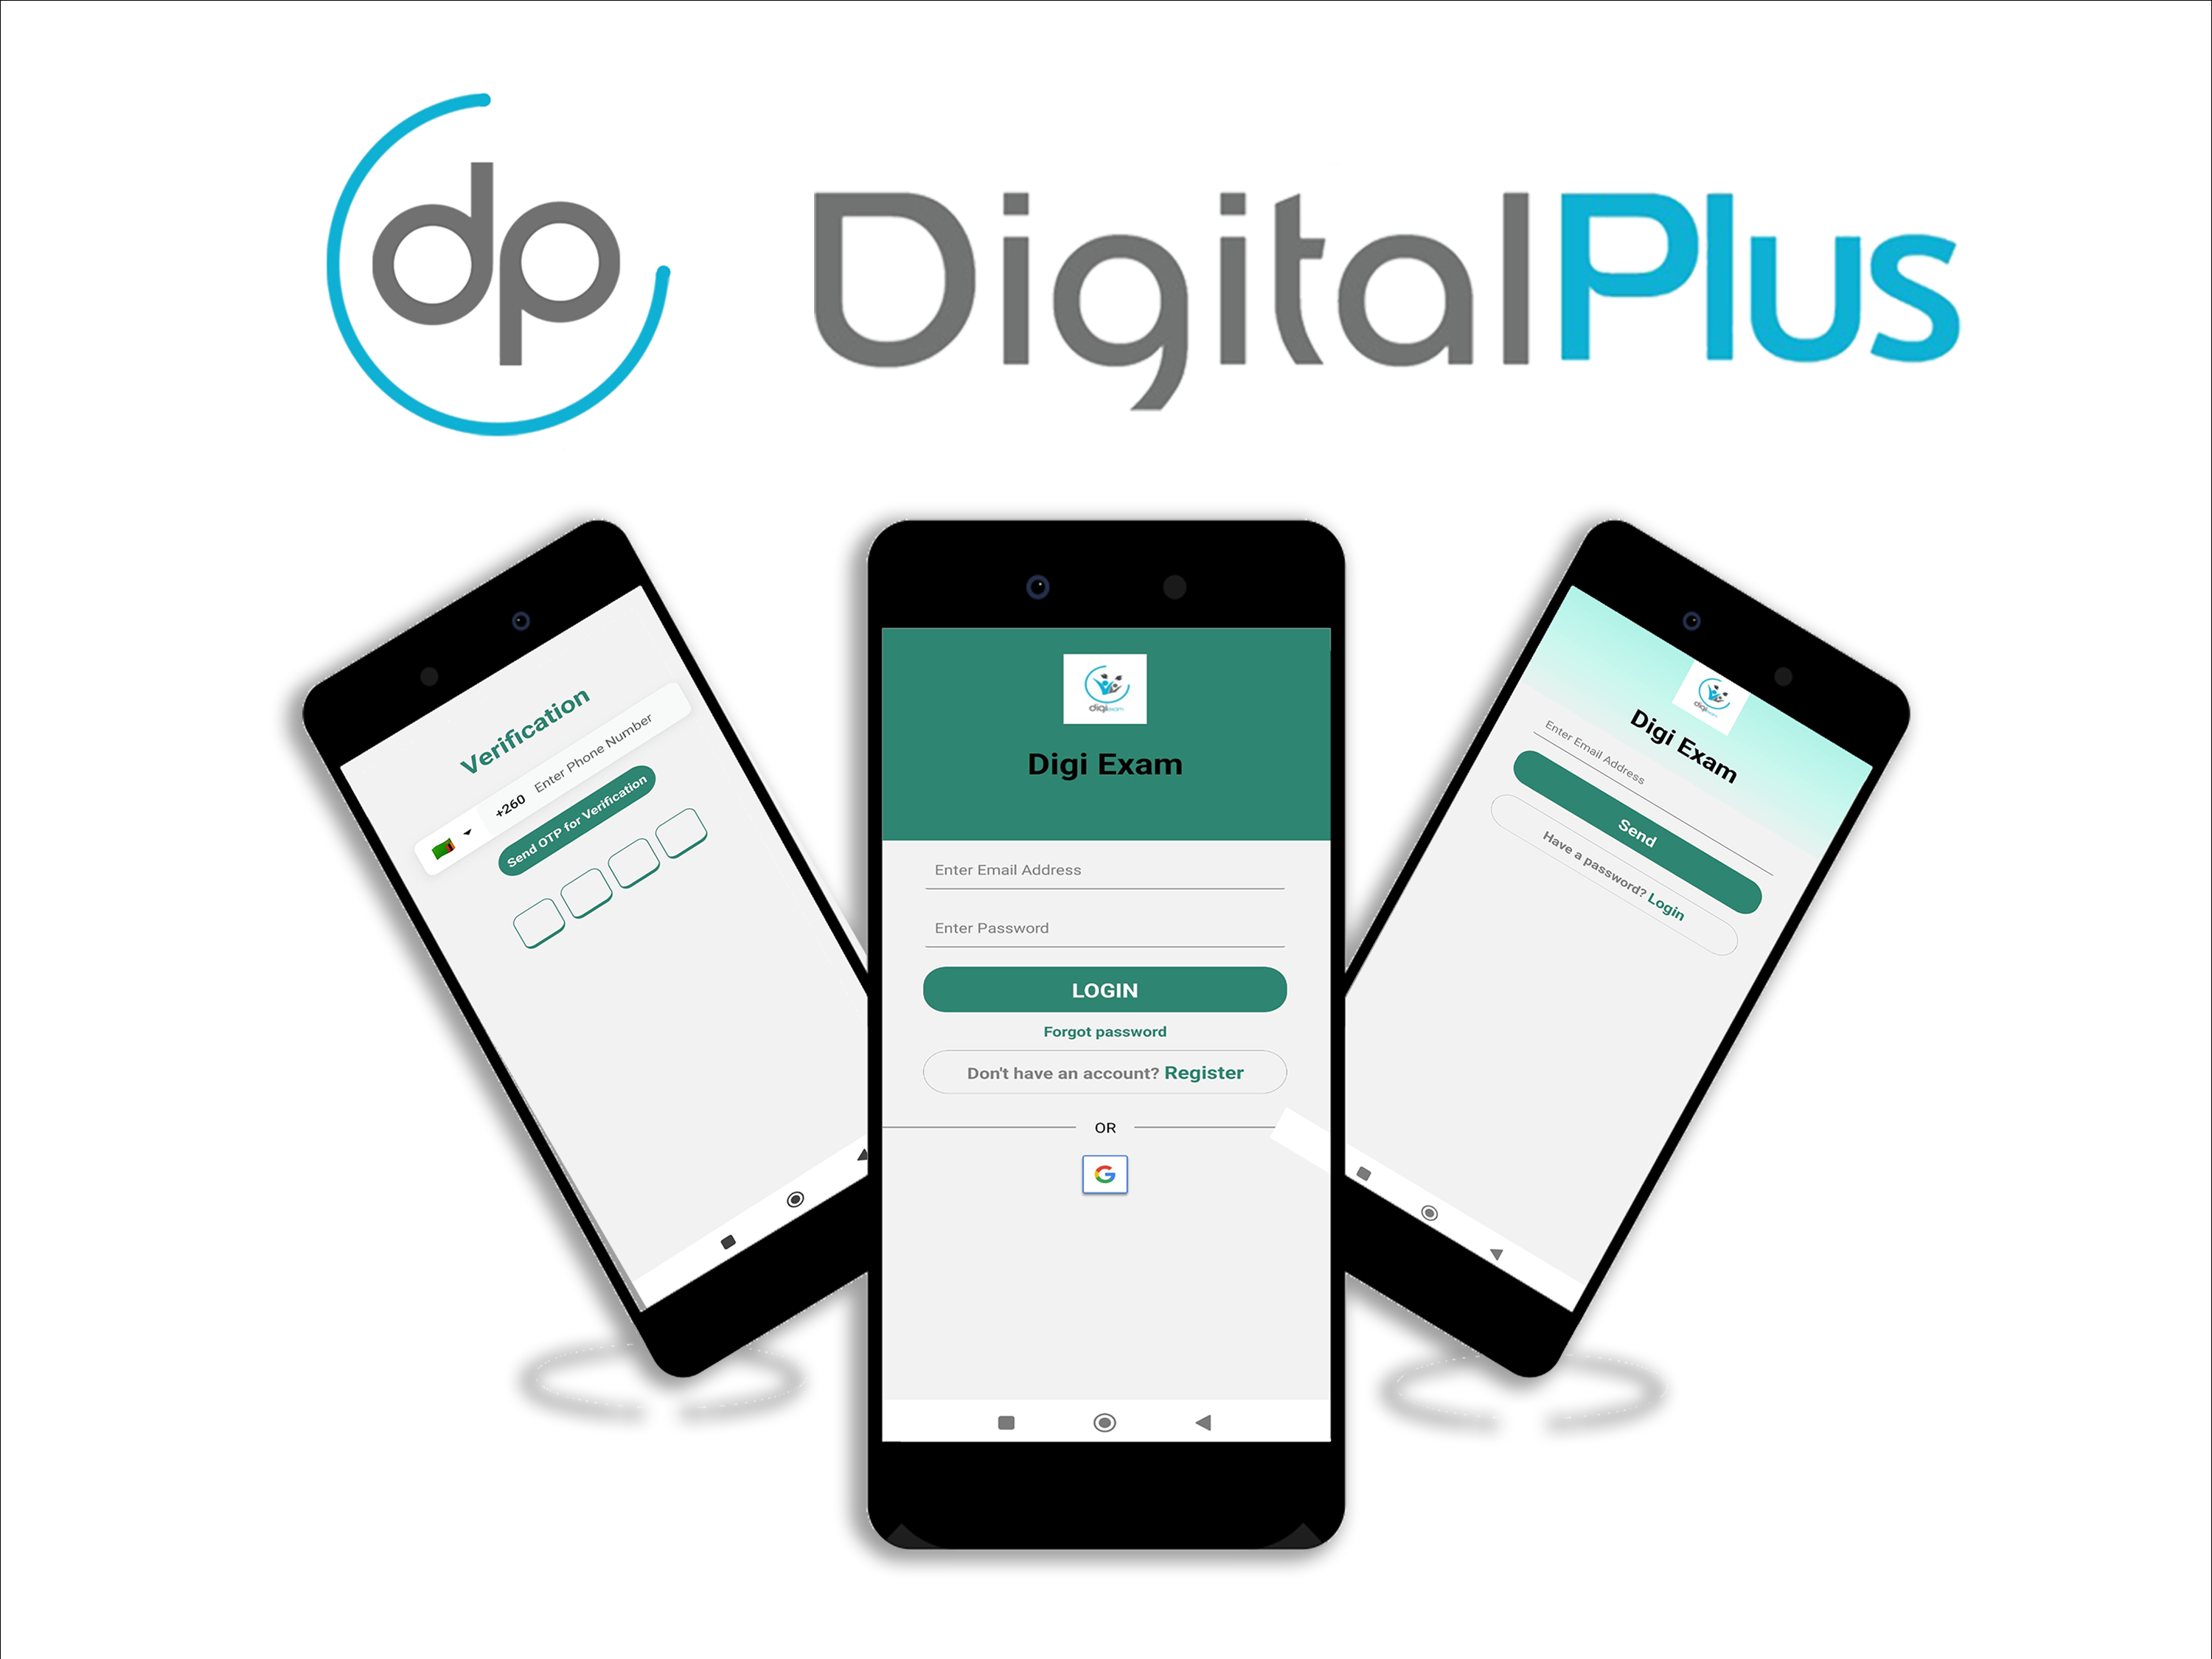 dp
DigitalPlus
Verification
+260 Enter Phone Number
Send OTP for Verification
digiexam
Digi Exam
Enter Email Address
Enter Password
LOGIN
Forgot password
Don't have an account? Register
OR
G
digiexam
Digi Exam
Enter Email Address
Send
Have a password? Login